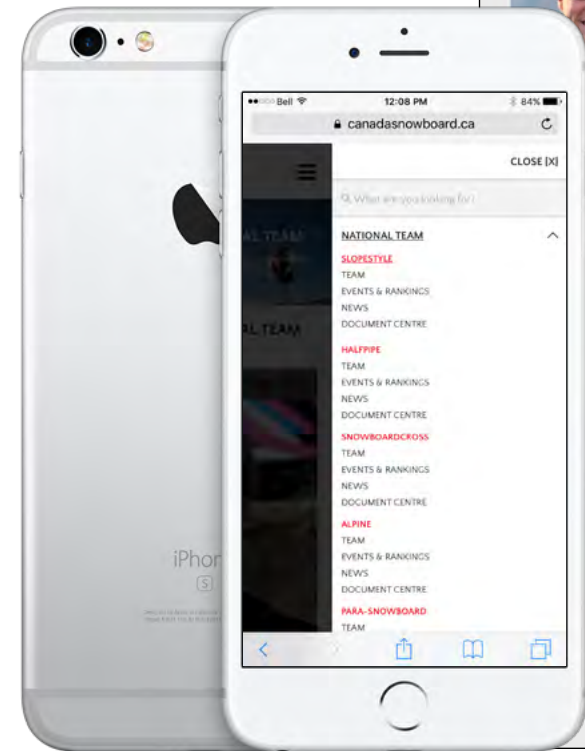 Bell
12:08 PM
84%
canadasnowboard.ca
CLOSE [X]
What are you looking for?
AL TEAM
NATIONAL TEAM
SLOPESTYLE
TEAM
EVENTS & RANKINGS
NEWS
DOCUMENT CENTRE
AL TEAM
HALFPIPE
TEAM
EVENTS & RANKINGS
NEWS
DOCUMENT CENTRE
SNOWBOARDCROSS
TEAM
EVENTS & RANKINGS
NEWS
DOCUMENT CENTRE
ALPINE
TEAM
EVENTS & RANKINGS
NEWS
DOCUMENT CENTRE
PARA-SNOWBOARD
TEAM
iPhon
S